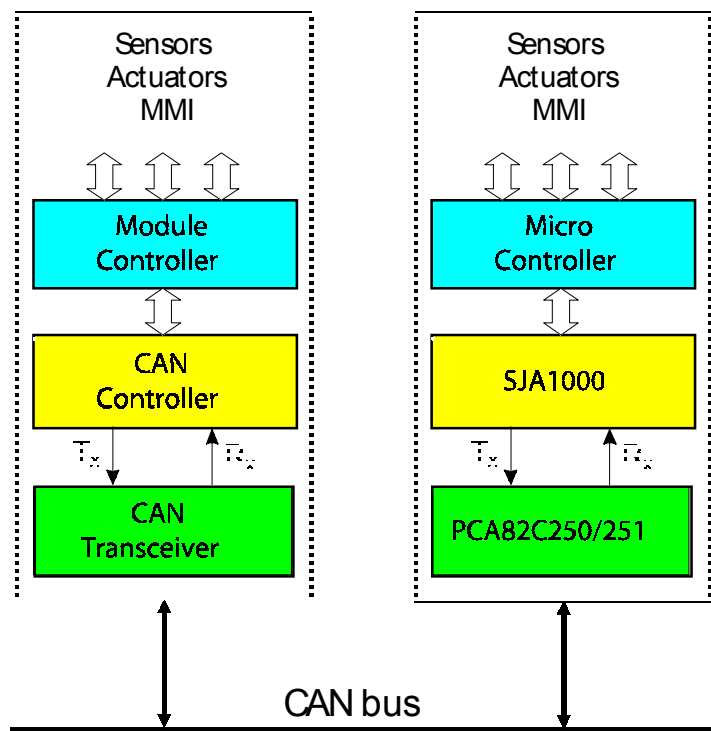 Sensors
Actuators
MMI
Module
Controller
CAN
Controller
Tx
Rx
CAN
Transceiver
Sensors
Actuators
MMI
Micro
Controller
SJA1000
Tx
Rx
PCA82C250/251
CAN bus